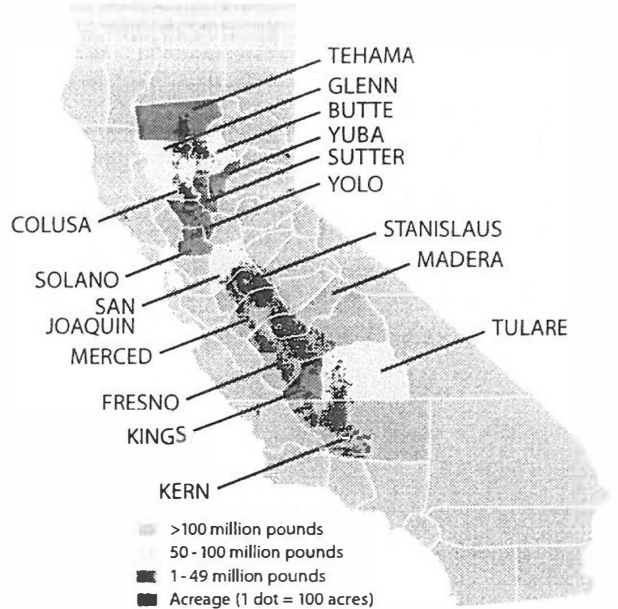 TEHAMA
GLENN
BUTTE
YUBA
SUTTER
YOLO
COLUSA
STANISLAUS
MADERA
SOLANO
SAN
JOAQUIN
TULARE
MERCED
FRESNO
KINGS
KERN
>100 million pounds
50 - 100 million pounds
1 - 49 million pounds
Acreage (1 dot = 100 acres)